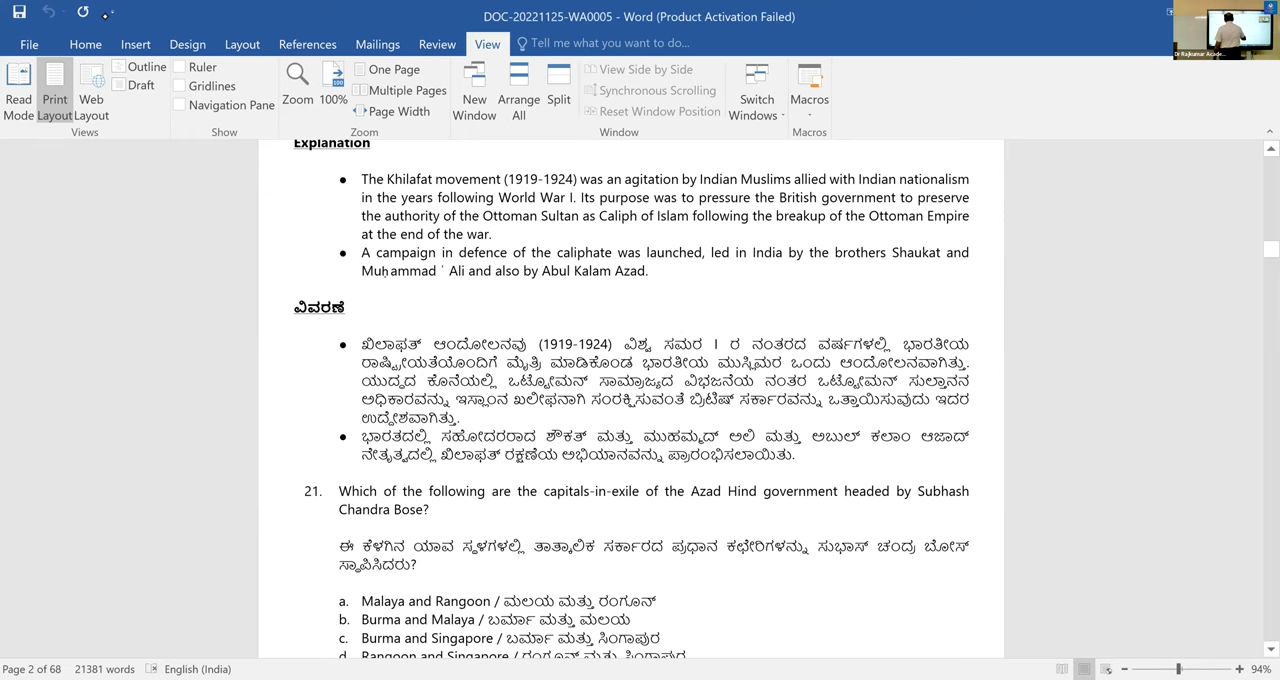 DOC-20221125-WA0005 - Word (Product Activation Failed)
File Home Insert Design Layout References Mailings Review View Tell me what you want to do...
Read Mode
Print Layout
Web Layout
Outline
Draft
Views
Ruler
Gridlines
Navigation Pane
Show
Zoom
100%
One Page
Multiple Pages
Page Width
Zoom
New Window
Arrange All
Split
View Side by Side
Synchronous Scrolling
Reset Window Position
Window
Switch Windows
Macros
Macros
Dr Rajkumar Acade...
Explanation
● The Khilafat movement (1919-1924) was an agitation by Indian Muslims allied with Indian nationalism
in the years following World War I. Its purpose was to pressure the British government to preserve
the authority of the Ottoman Sultan as Caliph of Islam following the breakup of the Ottoman Empire
at the end of the war.
● A campaign in defence of the caliphate was launched, led in India by the brothers Shaukat and
Muḥammad ʿAli and also by Abul Kalam Azad.
ವಿವರಣೆ
● ಖಿಲಾಫತ್ ಆಂದೋಲನವು (1919-1924) ವಿಶ್ವ ಸಮರ I ರ ನಂತರದ ವರ್ಷಗಳಲ್ಲಿ ಭಾರತೀಯ
ರಾಷ್ಟ್ರೀಯತೆಯೊಂದಿಗೆ ಮೈತ್ರಿ ಮಾಡಿಕೊಂಡ ಭಾರತೀಯ ಮುಸ್ಲಿಮರ ಒಂದು ಆಂದೋಲನವಾಗಿತ್ತು.
ಯುದ್ಧದ ಕೊನೆಯಲ್ಲಿ ಒಟ್ಟೋಮನ್ ಸಾಮ್ರಾಜ್ಯದ ವಿಭಜನೆಯ ನಂತರ ಒಟ್ಟೋಮನ್ ಸುಲ್ತಾನನ
ಅಧಿಕಾರವನ್ನು ಇಸ್ಲಾಂನ ಖಲೀಫನಾಗಿ ಸಂರಕ್ಷಿಸುವಂತೆ ಬ್ರಿಟಿಷ್ ಸರ್ಕಾರವನ್ನು ಒತ್ತಾಯಿಸುವುದು ಇದರ
ಉದ್ದೇಶವಾಗಿತ್ತು.
● ಭಾರತದಲ್ಲಿ ಸಹೋದರರಾದ ಶೌಕತ್ ಮತ್ತು ಮುಹಮ್ಮದ್ ಅಲಿ ಮತ್ತು ಅಬುಲ್ ಕಲಾಂ ಆಜಾದ್
ನೇತೃತ್ವದಲ್ಲಿ ಖಿಲಾಫತ್ ರಕ್ಷಣೆಯ ಅಭಿಯಾನವನ್ನು ಪ್ರಾರಂಭಿಸಲಾಯಿತು.
21. Which of the following are the capitals-in-exile of the Azad Hind government headed by Subhash
Chandra Bose?
ಈ ಕೆಳಗಿನ ಯಾವ ಸ್ಥಳಗಳಲ್ಲಿ ತಾತ್ಕಾಲಿಕ ಸರ್ಕಾರದ ಪ್ರಧಾನ ಕಛೇರಿಗಳನ್ನು ಸುಭಾಸ್ ಚಂದ್ರ ಬೋಸ್
ಸ್ಥಾಪಿಸಿದರು?
a. Malaya and Rangoon / ಮಲಯ ಮತ್ತು ರಂಗೂನ್
b. Burma and Malaya / ಬರ್ಮಾ ಮತ್ತು ಮಲಯ
c. Burma and Singapore / ಬರ್ಮಾ ಮತ್ತು ಸಿಂಗಾಪುರ
d. Rangoon and Singapore / ರಂಗೂನ್ ಮತ್ತು ಸಿಂಗಾಪುರ
Page 2 of 68 21381 words English (India) 94%